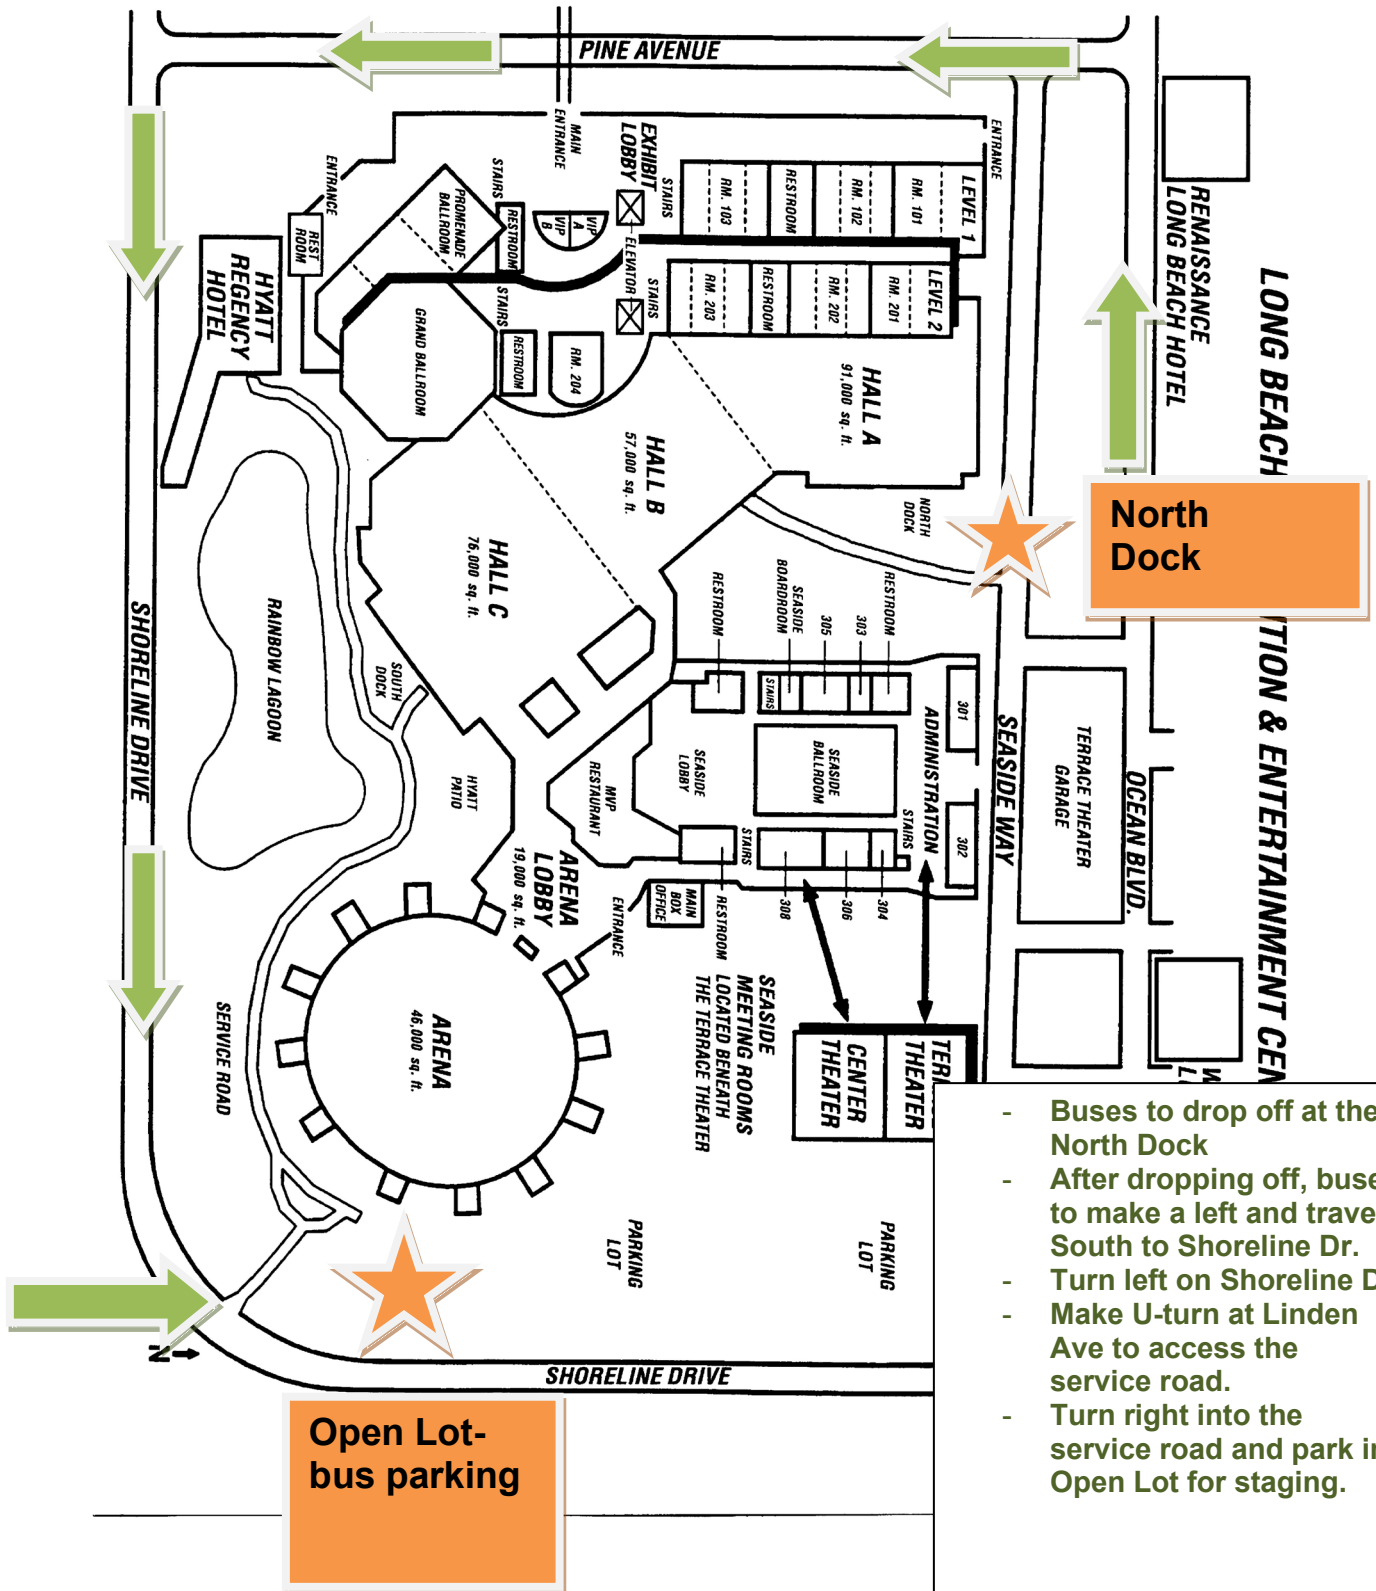 PINE AVENUE
ENTRANCE
MAIN
ENTRANCE
EXHIBIT
LOBBY
ENTRANCE
STAIRS
RM. 103
RESTROOM
RM. 102
RM. 101
LEVEL 1
RENAISSANCE
LONG BEACH HOTEL
REST
ROOM
PROMENADE
BALLROOM
STAIRS
RESTROOM
VIP
A
VIP
B
ELEVATOR
STAIRS
RM. 203
RESTROOM
RM. 202
RM. 201
LEVEL 2
HYATT
REGENCY
HOTEL
GRAND BALLROOM
STAIRS
RESTROOM
RM. 204
HALL A
91,000 sq. ft.
HALL B
57,000 sq. ft.
HALL C
76,000 sq. ft.
NORTH
DOCK
North
Dock
LONG BEACH
TION & ENTERTAINMENT CEN
SHORELINE DRIVE
RAINBOW LAGOON
SOUTH
DOCK
RESTROOM
SEASIDE
BOARDROOM
305
303
RESTROOM
STAIRS
ADMINISTRATION
301
302
SEASIDE WAY
TERRACE THEATER
GARAGE
OCEAN BLVD.
HYATT
PATIO
MVP
RESTAURANT
SEASIDE
LOBBY
SEASIDE
BALLROOM
STAIRS
STAIRS
ARENA
LOBBY
19,000 sq. ft.
ENTRANCE
MAIN
BOX
OFFICE
RESTROOM
308
306
304
SERVICE ROAD
ARENA
46,000 sq. ft.
SEASIDE
MEETING ROOMS
LOCATED BENEATH
THE TERRACE THEATER
CENTER
THEATER
TER
THEATER
W
L
PARKING
LOT
PARKING
LOT
N
SHORELINE DRIVE
Open Lot-
bus parking
- Buses to drop off at the
North Dock
- After dropping off, buse
to make a left and trave
South to Shoreline Dr.
- Turn left on Shoreline D
- Make U-turn at Linden
Ave to access the
service road.
- Turn right into the
service road and park in
Open Lot for staging.